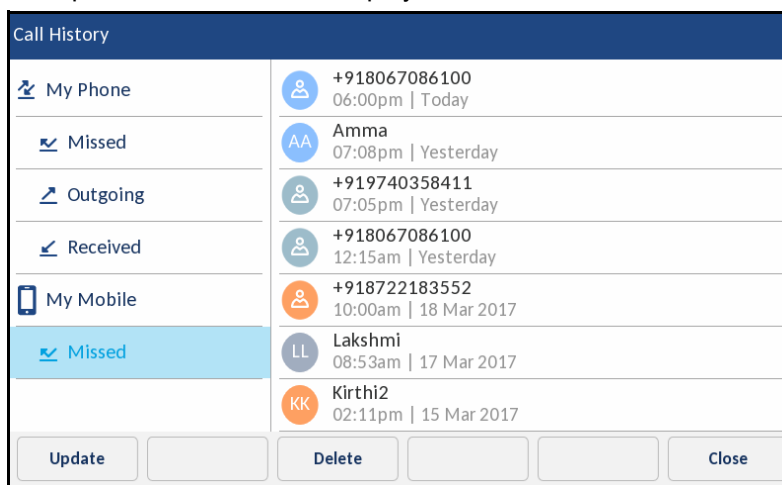 Call History
My Phone
Missed
Outgoing
Received
My Mobile
Missed
+918067086100
06:00pm | Today
AA
Amma
07:08pm | Yesterday
+919740358411
07:05pm | Yesterday
+918067086100
12:15am | Yesterday
+918722183552
10:00am | 18 Mar 2017
LL
Lakshmi
08:53am | 17 Mar 2017
KK
Kirthi2
02:11pm | 15 Mar 2017
Update
Delete
Close